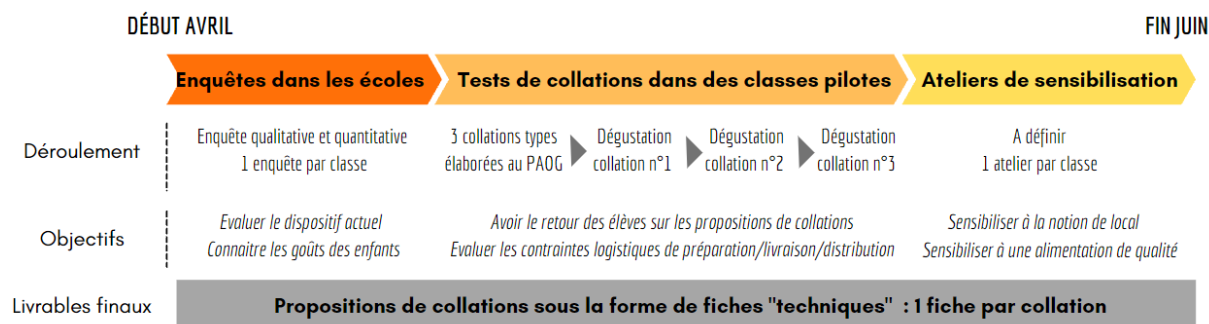 DÉBUT AVRIL
FIN JUIN
Enquêtes dans les écoles
Tests de collations dans des classes pilotes
Ateliers de sensibilisation
Déroulement
Enquête qualitative et quantitative
1 enquête par classe
3 collations types
élaborées au PAOG
Dégustation
collation n°1
Dégustation
collation n°2
Dégustation
collation n°3
A définir
1 atelier par classe
Objectifs
Evaluer le dispositif actuel
Connaitre les goûts des enfants
Avoir le retour des élèves sur les propositions de collations
Evaluer les contraintes logistiques de préparation/livraison/distribution
Sensibiliser à la notion de local
Sensibiliser à une alimentation de qualité
Livrables finaux
Propositions de collations sous la forme de fiches "techniques" : 1 fiche par collation